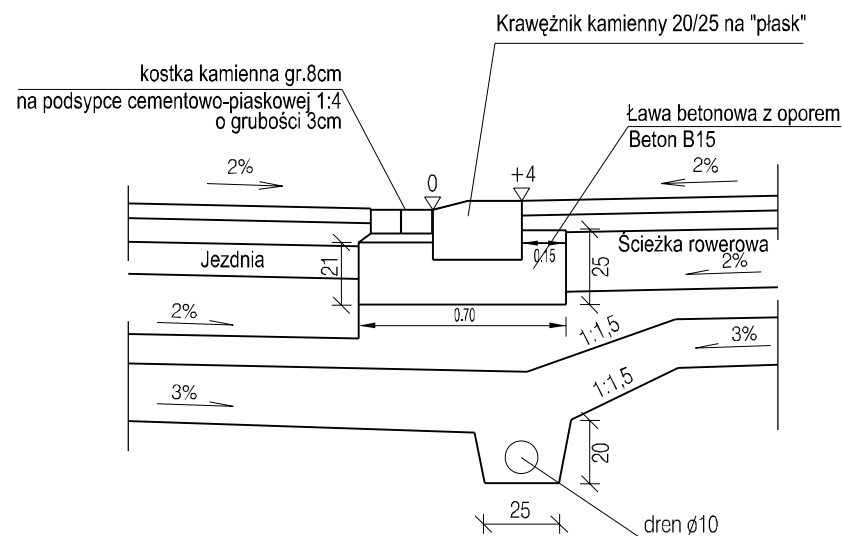 Krawężnik kamienny 20/25 na "płask"
kostka kamienna gr.8cm
na podsypce cementowo-piaskowej 1:4
o grubości 3cm
Ława betonowa z oporem
Beton B15
2%
0
+4
2%
Jezdnia
21
0.15
25
Ścieżka rowerowa
2%
2%
0.70
1:1,5
3%
3%
1:1,5
20
25
dren ø10